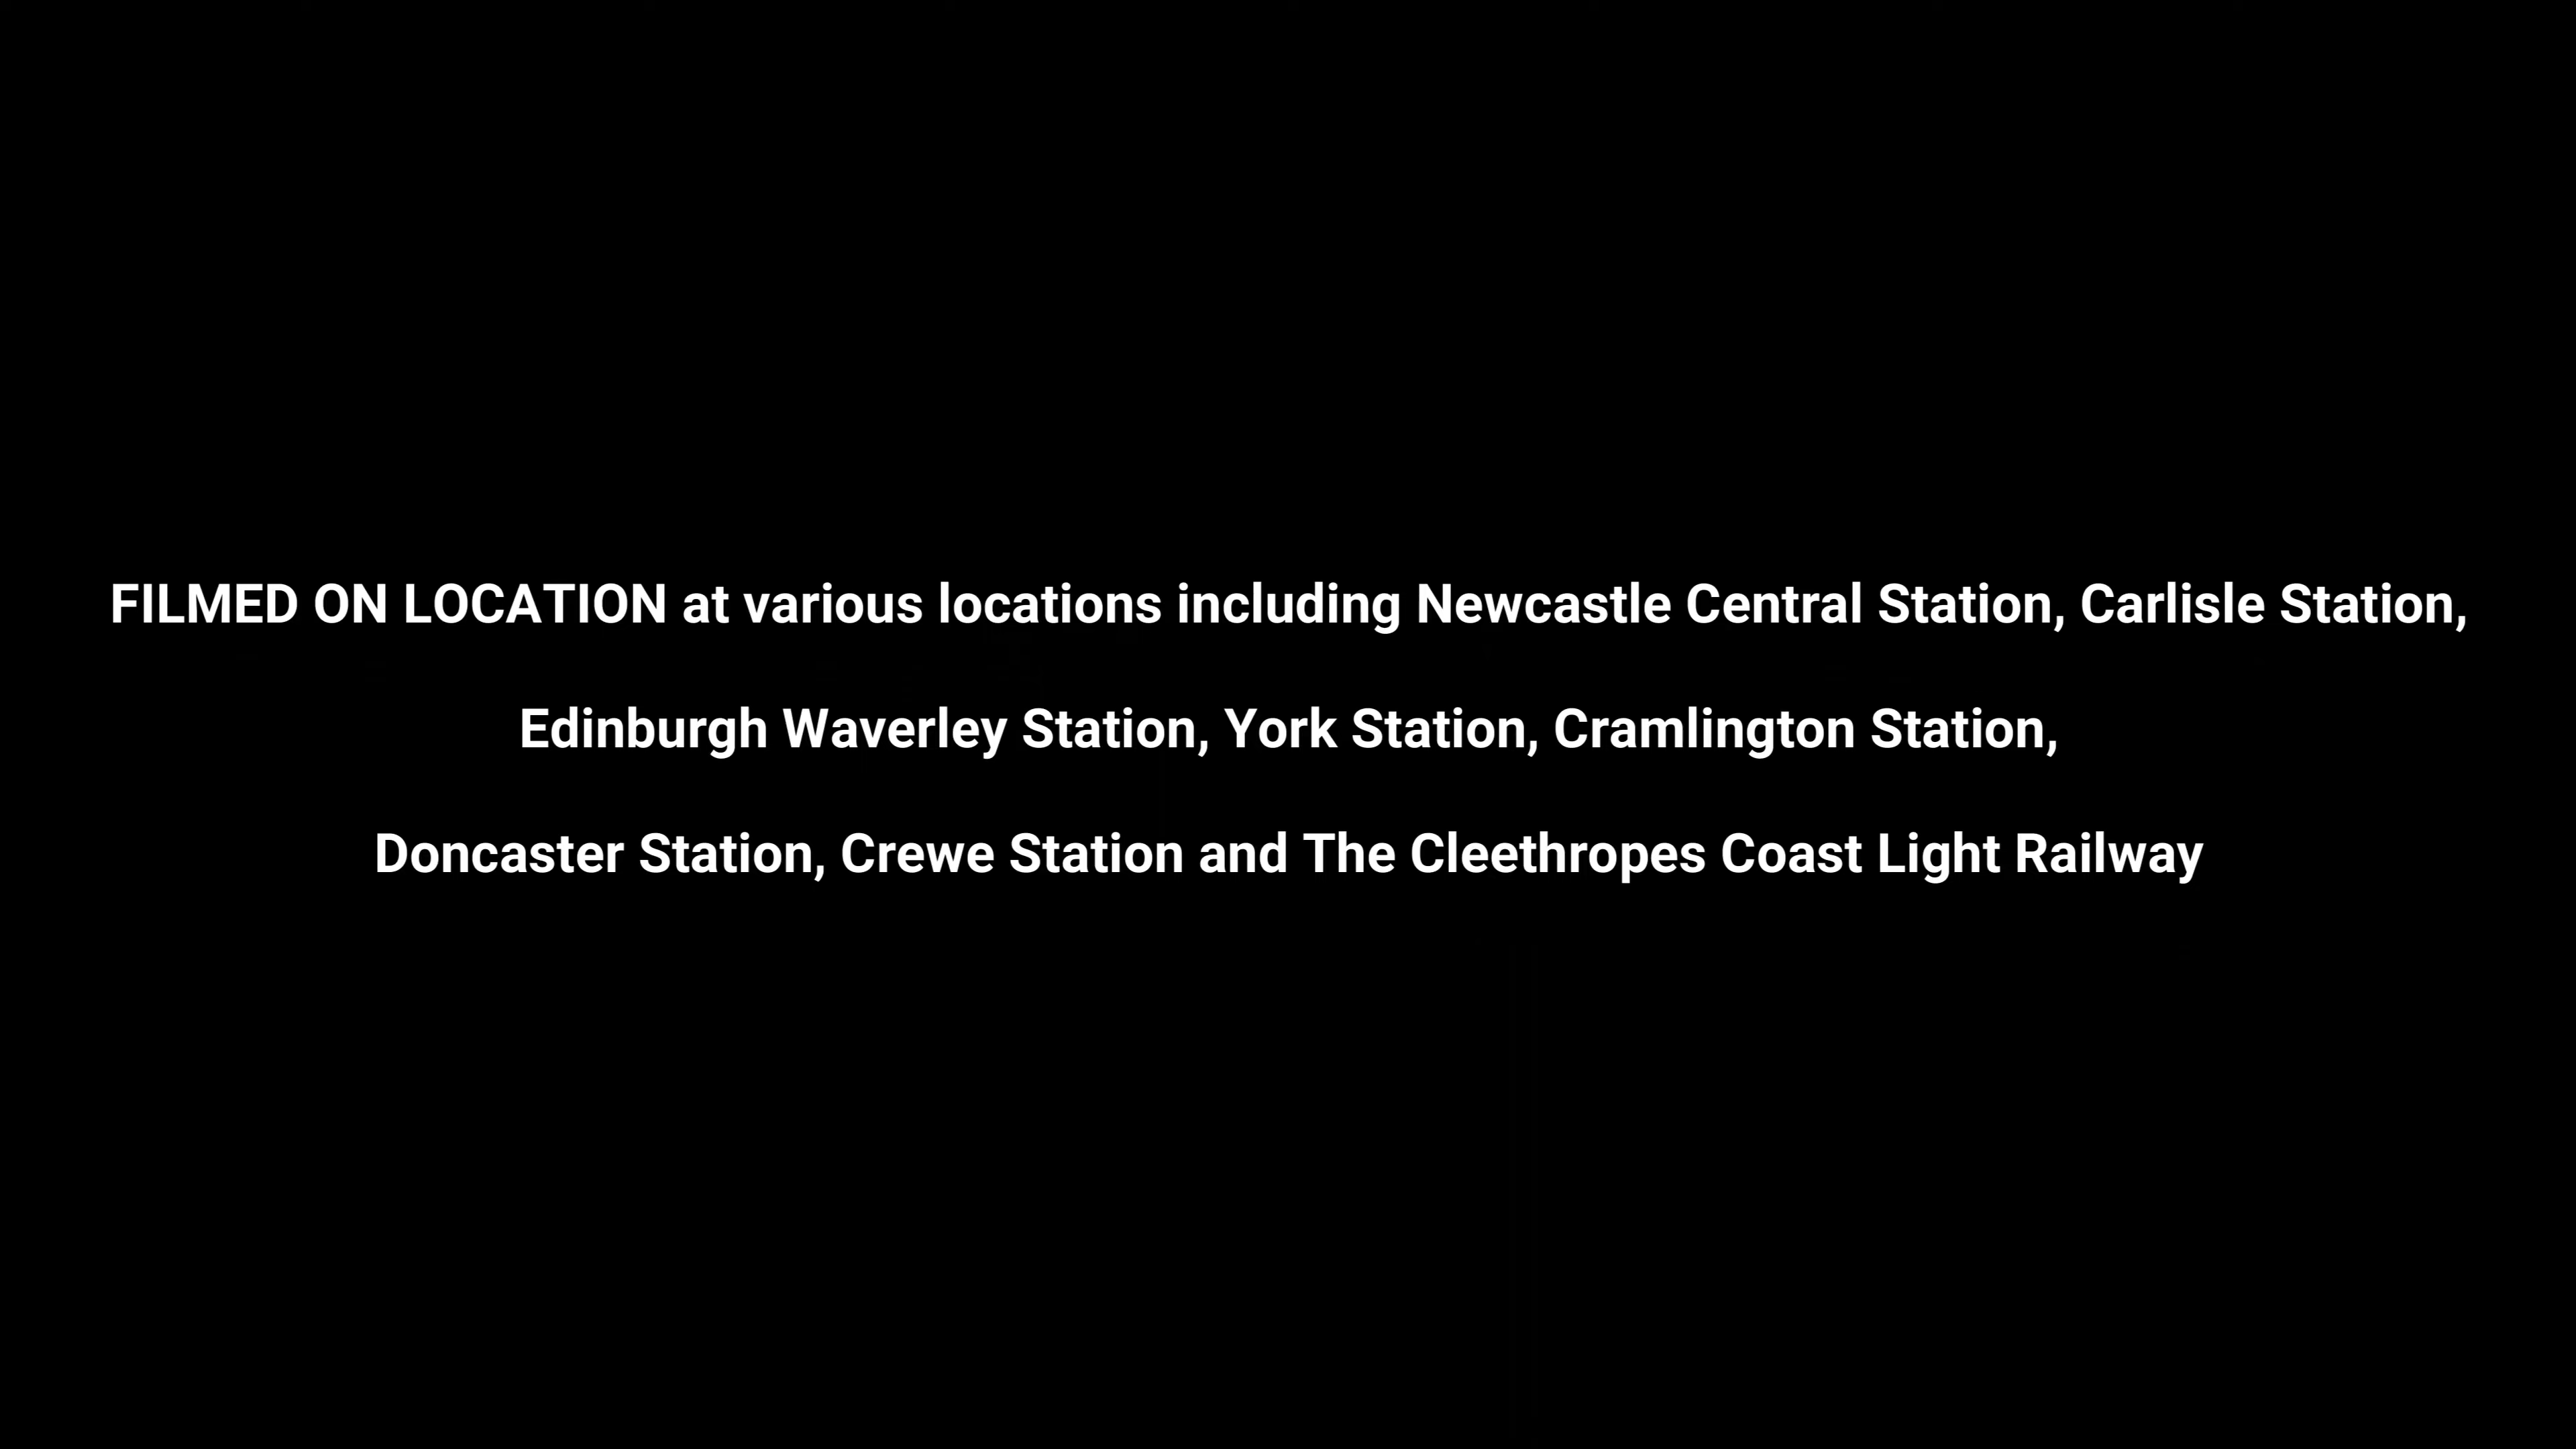 FILMED ON LOCATION at various locations including Newcastle Central Station, Carlisle Station,
Edinburgh Waverley Station, York Station, Cramlington Station,
Doncaster Station, Crewe Station and The Cleethropes Coast Light Railway